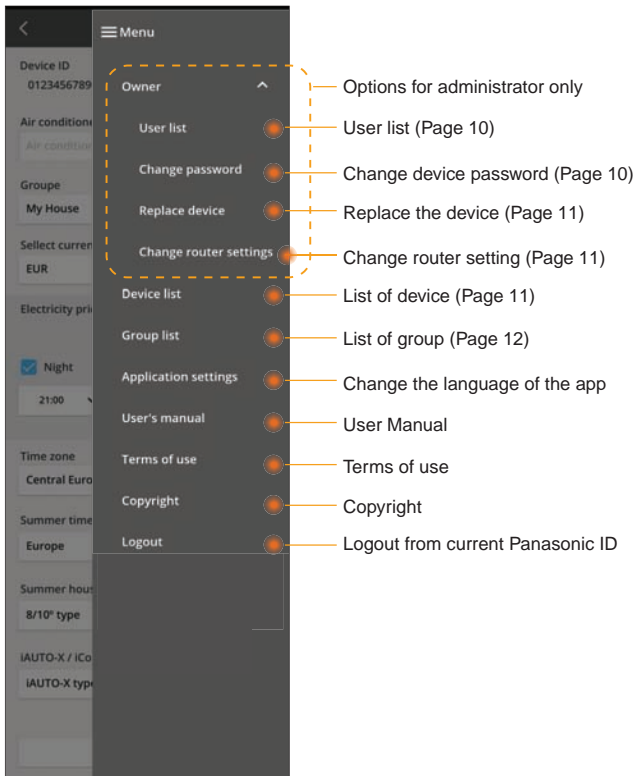 Menu
Device ID
0123456789
Owner
Options for administrator only
Air condition
Air condition
User list
User list (Page 10)
Change password
Change device password (Page 10)
Groupe
My House
Replace device
Replace the device (Page 11)
Sellect curren
Change router settings
Change router setting (Page 11)
EUR
Device list
List of device (Page 11)
Electricity pri
Group list
List of group (Page 12)
Night
Application settings
Change the language of the app
21:00
User's manual
User Manual
Time zone
Terms of use
Terms of use
Central Euro
Copyright
Copyright
Summer time
Europe
Logout
Logout from current Panasonic ID
Summer hous
8/10° type
iAUTO-X / iCo
iAUTO-X type